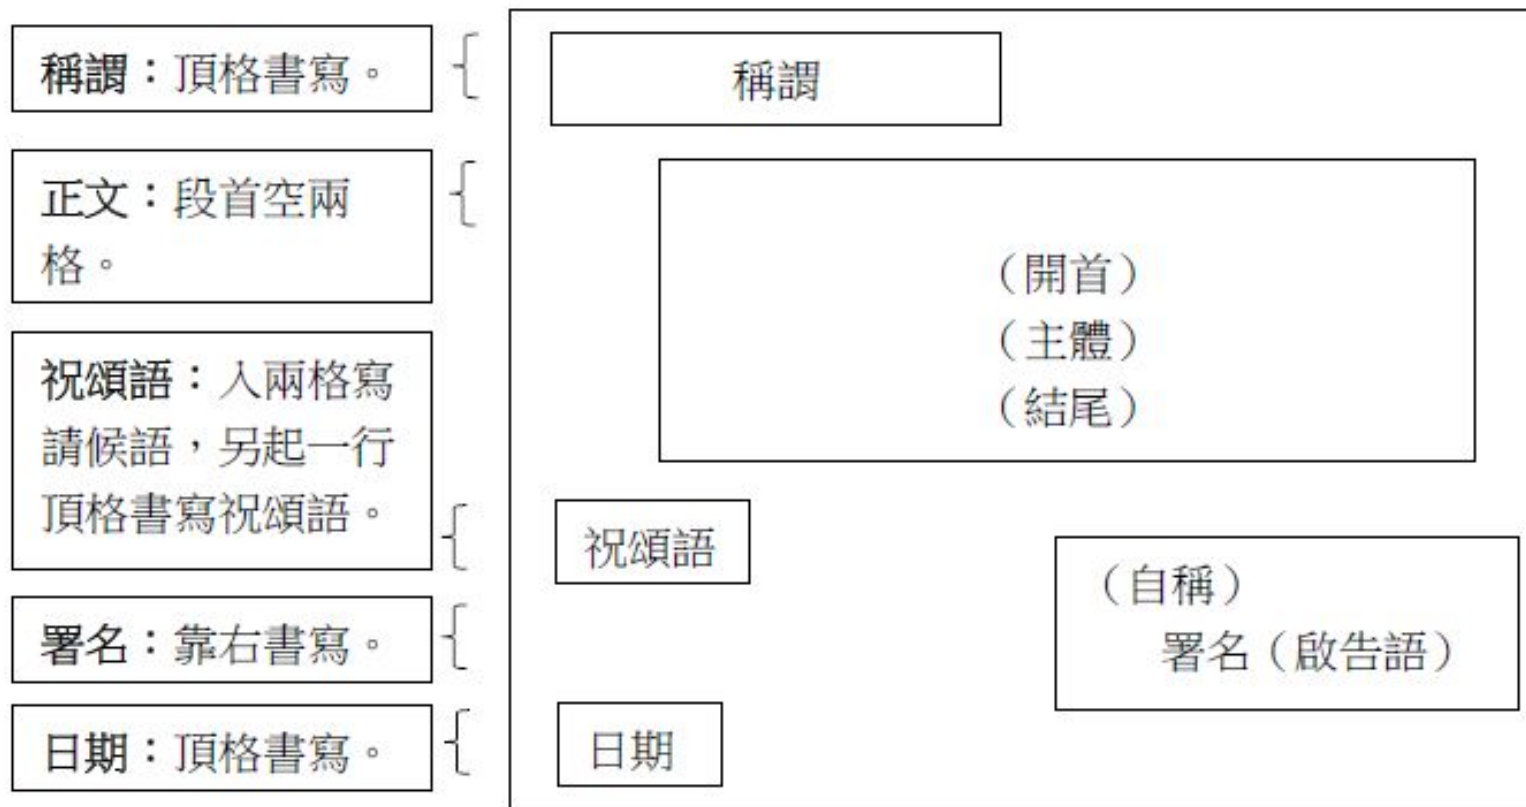 稱謂：頂格書寫。
稱謂
正文：段首空兩
格。
（開首）
（主體）
（結尾）
祝頌語：入兩格寫
請候語，另起一行
頂格書寫祝頌語。
祝頌語
（自稱）
署名（啟告語）
署名：靠右書寫。
日期：頂格書寫。
日期